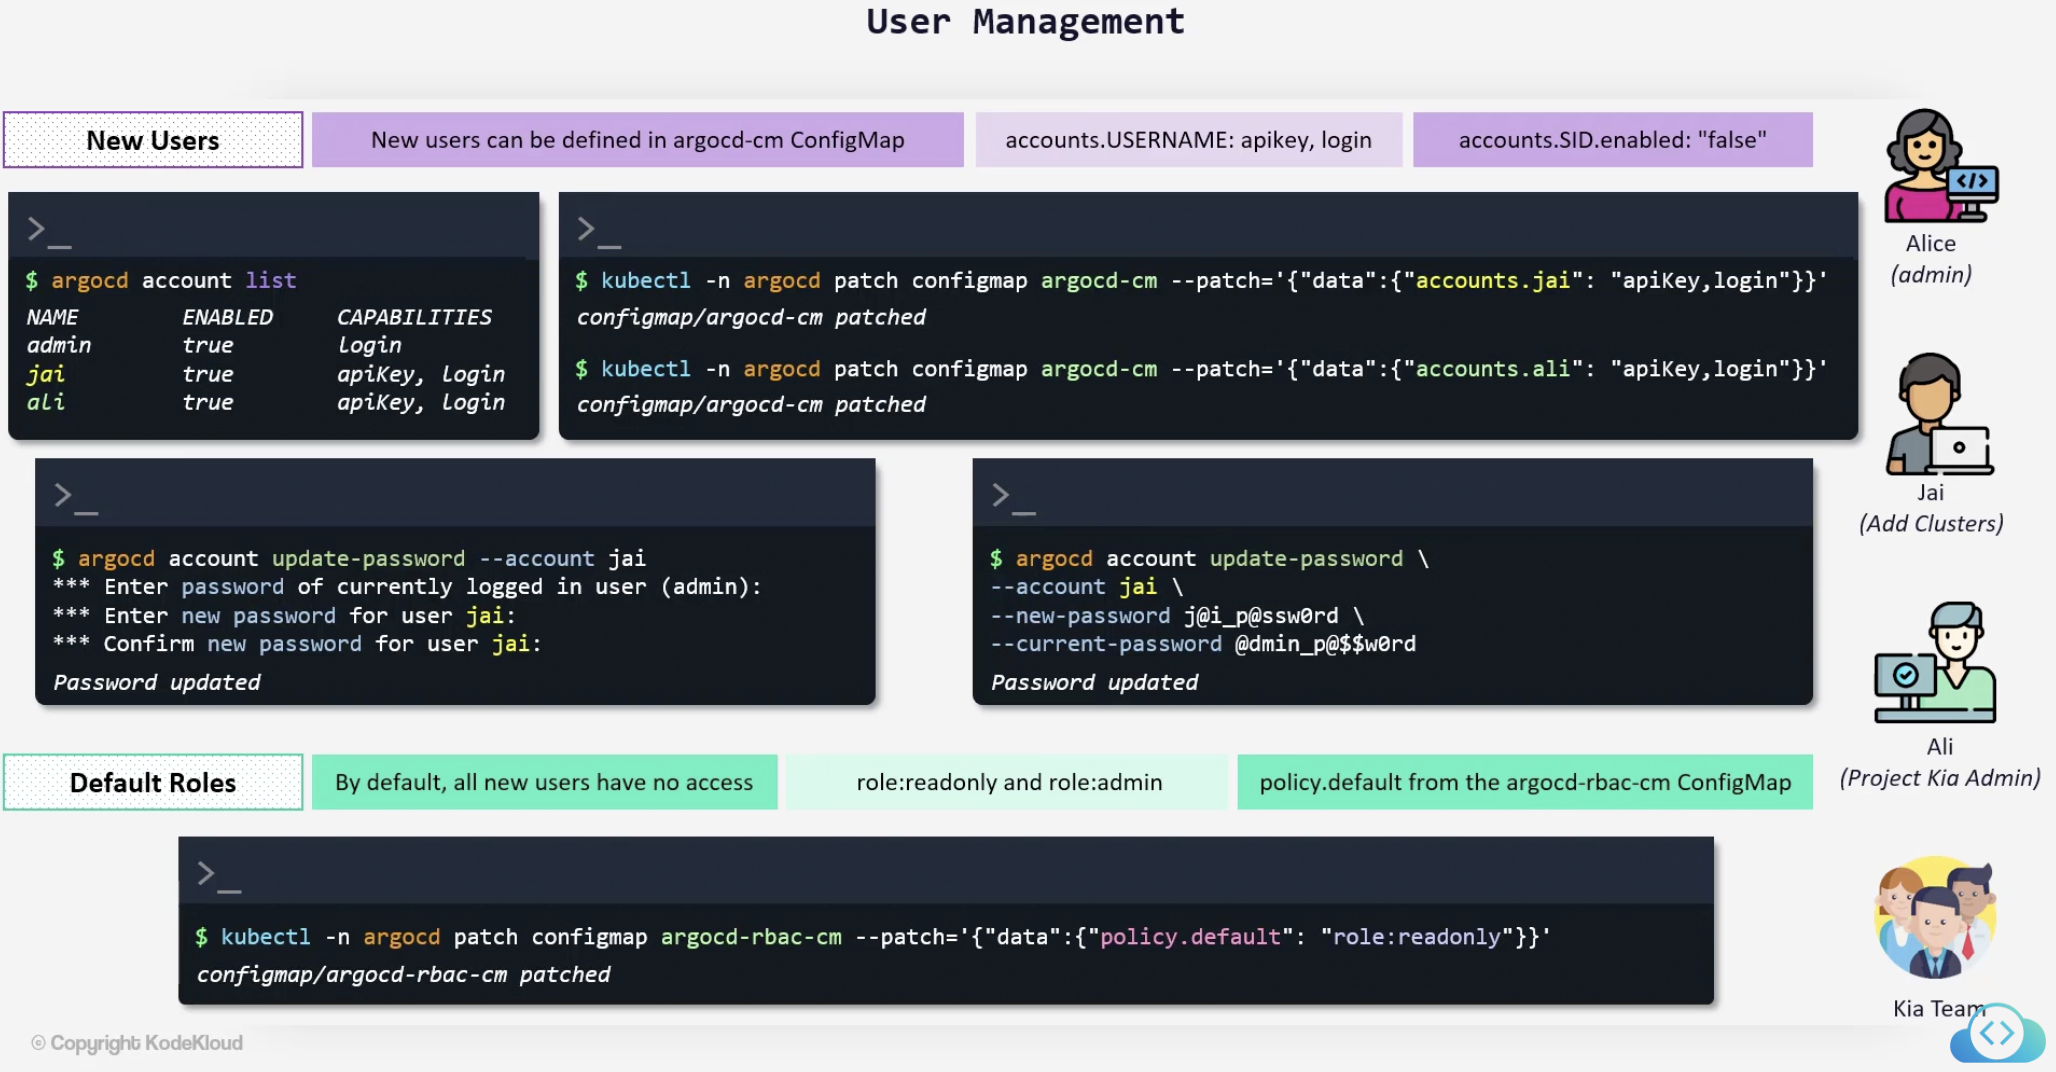 User Management
New Users
New users can be defined in argocd-cm ConfigMap
accounts.USERNAME: apikey, login
accounts.SID.enabled: "false"
>_
$ argocd account list
NAME ENABLED CAPABILITIES
admin true login
jai true apiKey, login
ali true apiKey, login
>_
$ kubectl -n argocd patch configmap argocd-cm --patch='{"data":{"accounts.jai": "apiKey,login"}}'
configmap/argocd-cm patched
$ kubectl -n argocd patch configmap argocd-cm --patch='{"data":{"accounts.ali": "apiKey,login"}}'
configmap/argocd-cm patched
Alice
(admin)
Jai
(Add Clusters)
>_
$ argocd account update-password --account jai
*** Enter password of currently logged in user (admin):
*** Enter new password for user jai:
*** Confirm new password for user jai:
Password updated
>_
$ argocd account update-password \
--account jai \
--new-password j@i_p@ssw0rd \
--current-password @dmin_p@$$w0rd
Password updated
Ali
(Project Kia Admin)
Default Roles
By default, all new users have no access
role:readonly and role:admin
policy.default from the argocd-rbac-cm ConfigMap
>_
$ kubectl -n argocd patch configmap argocd-rbac-cm --patch='{"data":{"policy.default": "role:readonly"}}'
configmap/argocd-rbac-cm patched
Kia Team
© Copyright KodeKloud